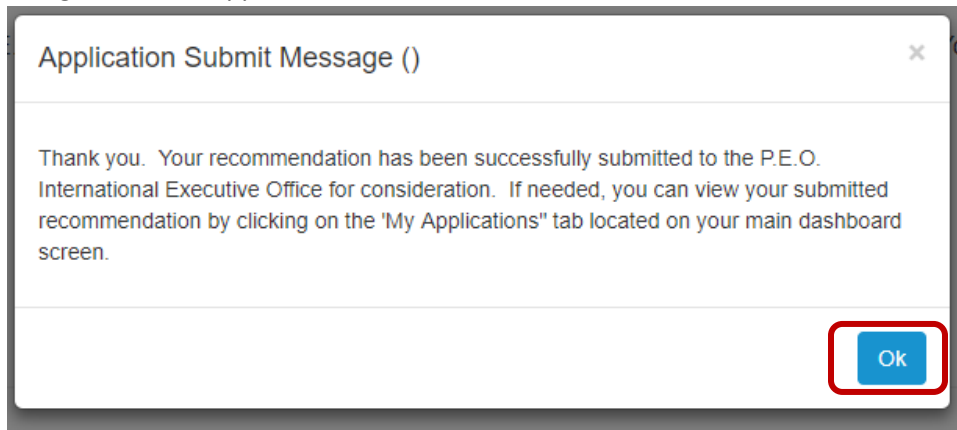 Application Submit Message ()
×
Thank you.  Your recommendation has been successfully submitted to the P.E.O.
International Executive Office for consideration.  If needed, you can view your submitted
recommendation by clicking on the 'My Applications" tab located on your main dashboard
screen.
Ok